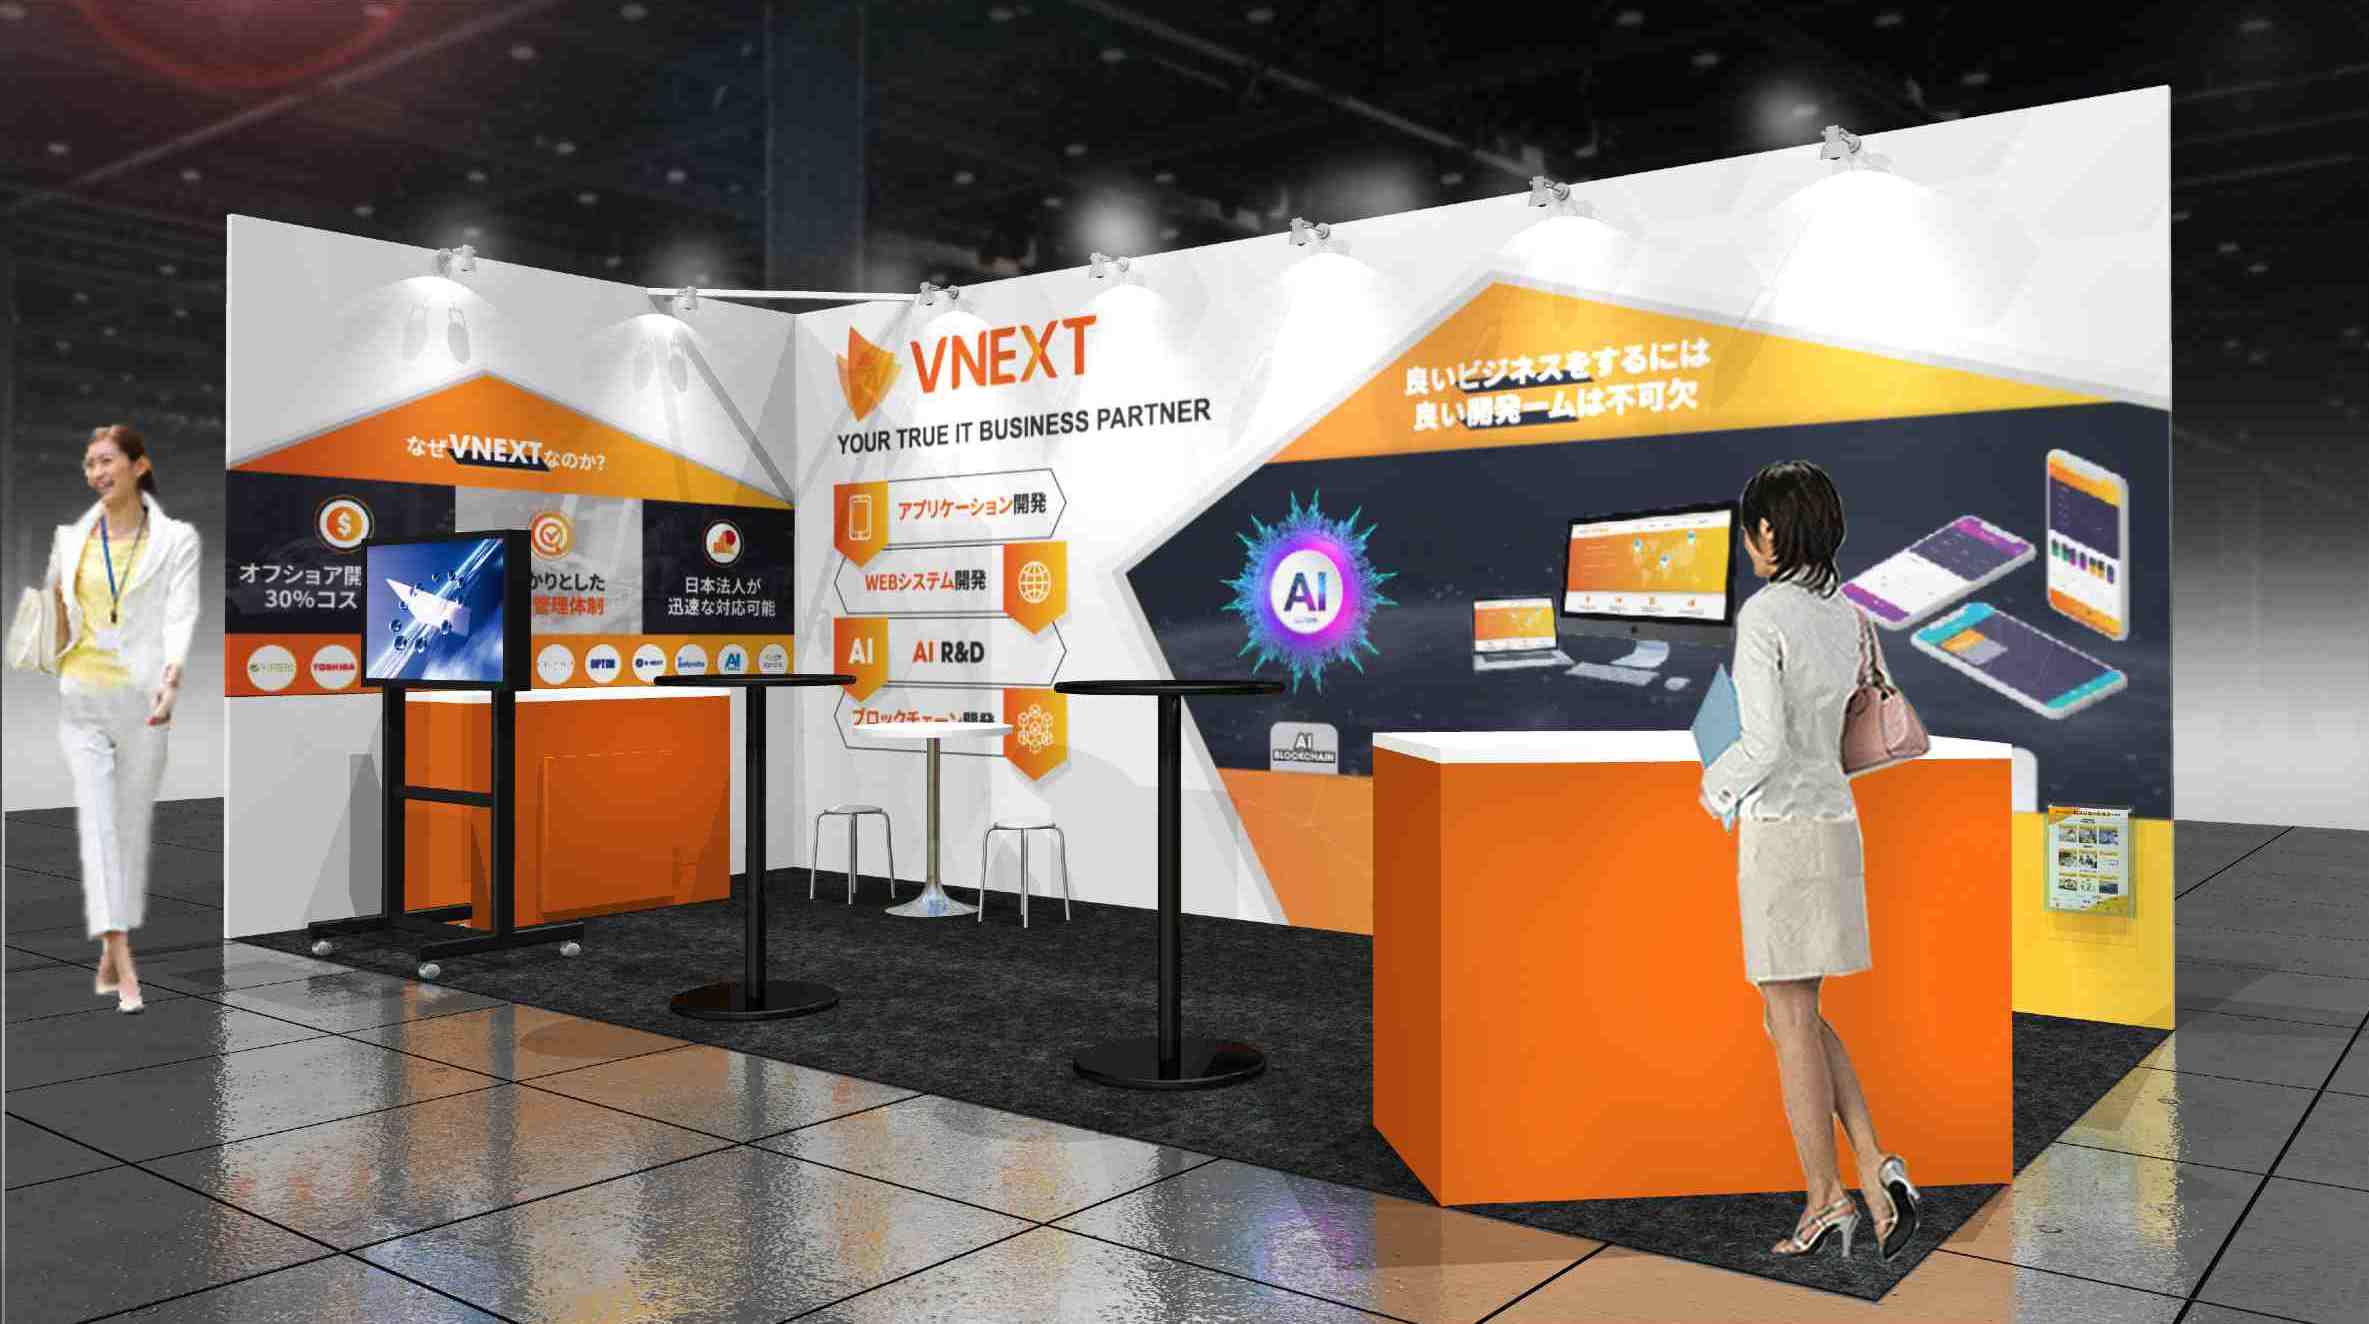 なぜVNEXTなのか?
オフショア開
30%コス
かりとした
管理体制
日本法人が
迅速な対応可能
TOSHIBA
AI
VNEXT
YOUR TRUE IT BUSINESS PARTNER
アプリケーション開発
WEBシステム開発
AI
AI R&D
ブロックチェーン開発
良いビジネスをするには
良い開発ームは不可欠
AI
AI
BLOCKCHAIN